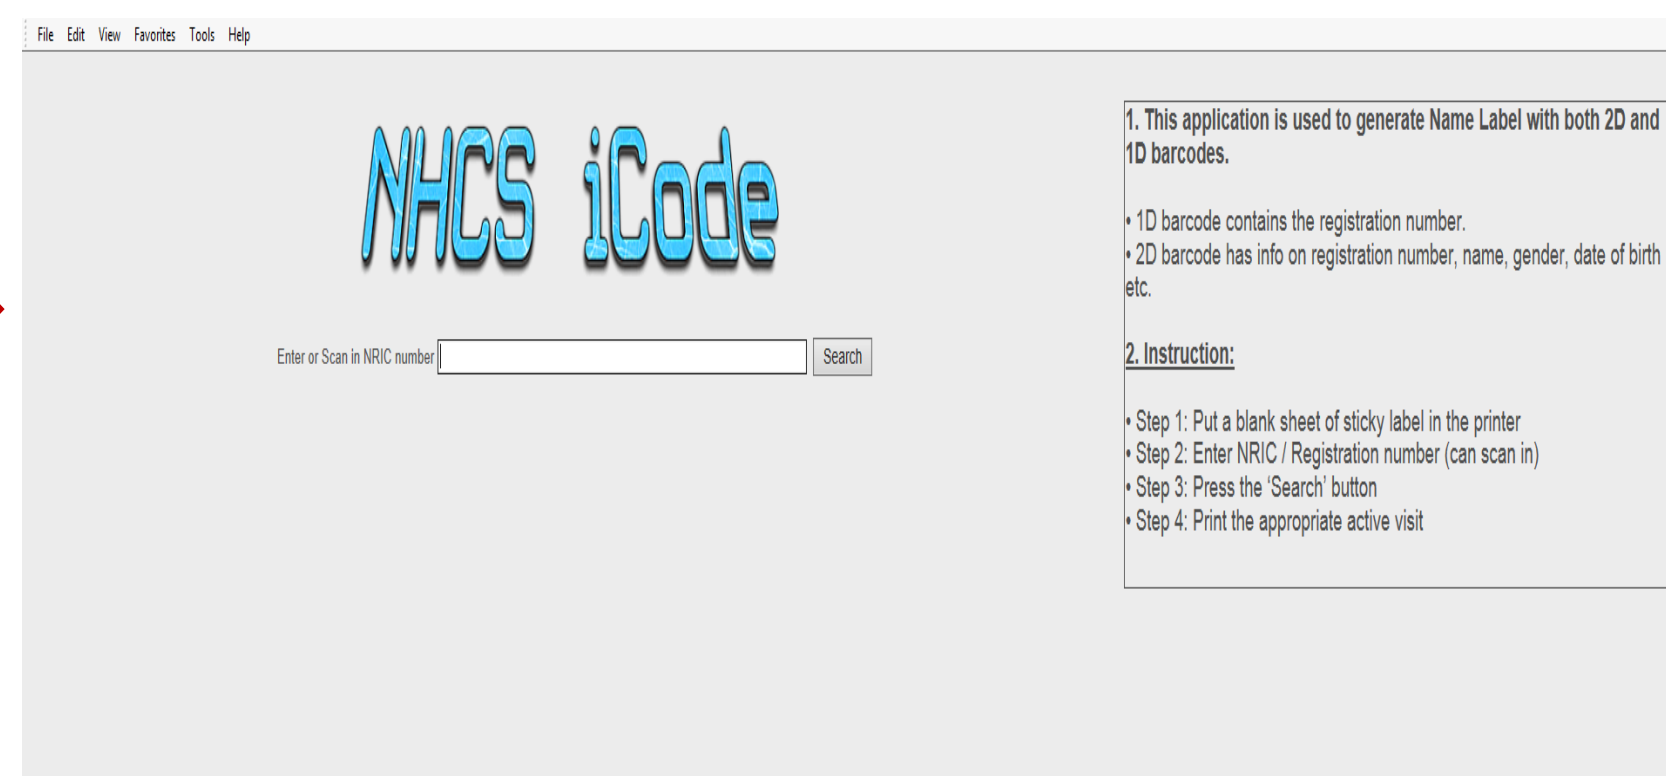 File Edit View Favorites Tools Help
NHCS iCode
Enter or Scan in NRIC number
Search
1. This application is used to generate Name Label with both 2D and
1D barcodes.
• 1D barcode contains the registration number.
• 2D barcode has info on registration number, name, gender, date of birth
etc.
2. Instruction:
• Step 1: Put a blank sheet of sticky label in the printer
• Step 2: Enter NRIC / Registration number (can scan in)
• Step 3: Press the ‘Search’ button
• Step 4: Print the appropriate active visit